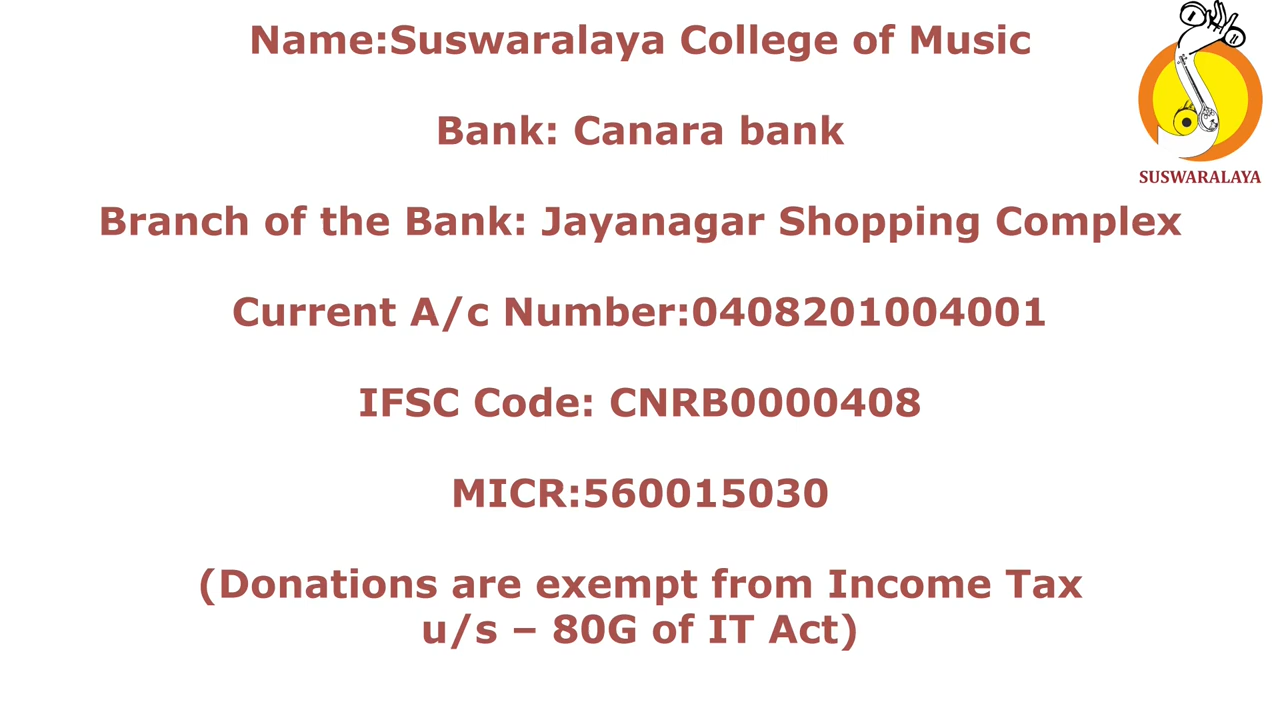 Name:Suswaralaya College of Music
SUSWARALAYA
Bank: Canara bank
Branch of the Bank: Jayanagar Shopping Complex
Current A/c Number:0408201004001
IFSC Code: CNRB0000408
MICR:560015030
(Donations are exempt from Income Tax
u/s – 80G of IT Act)